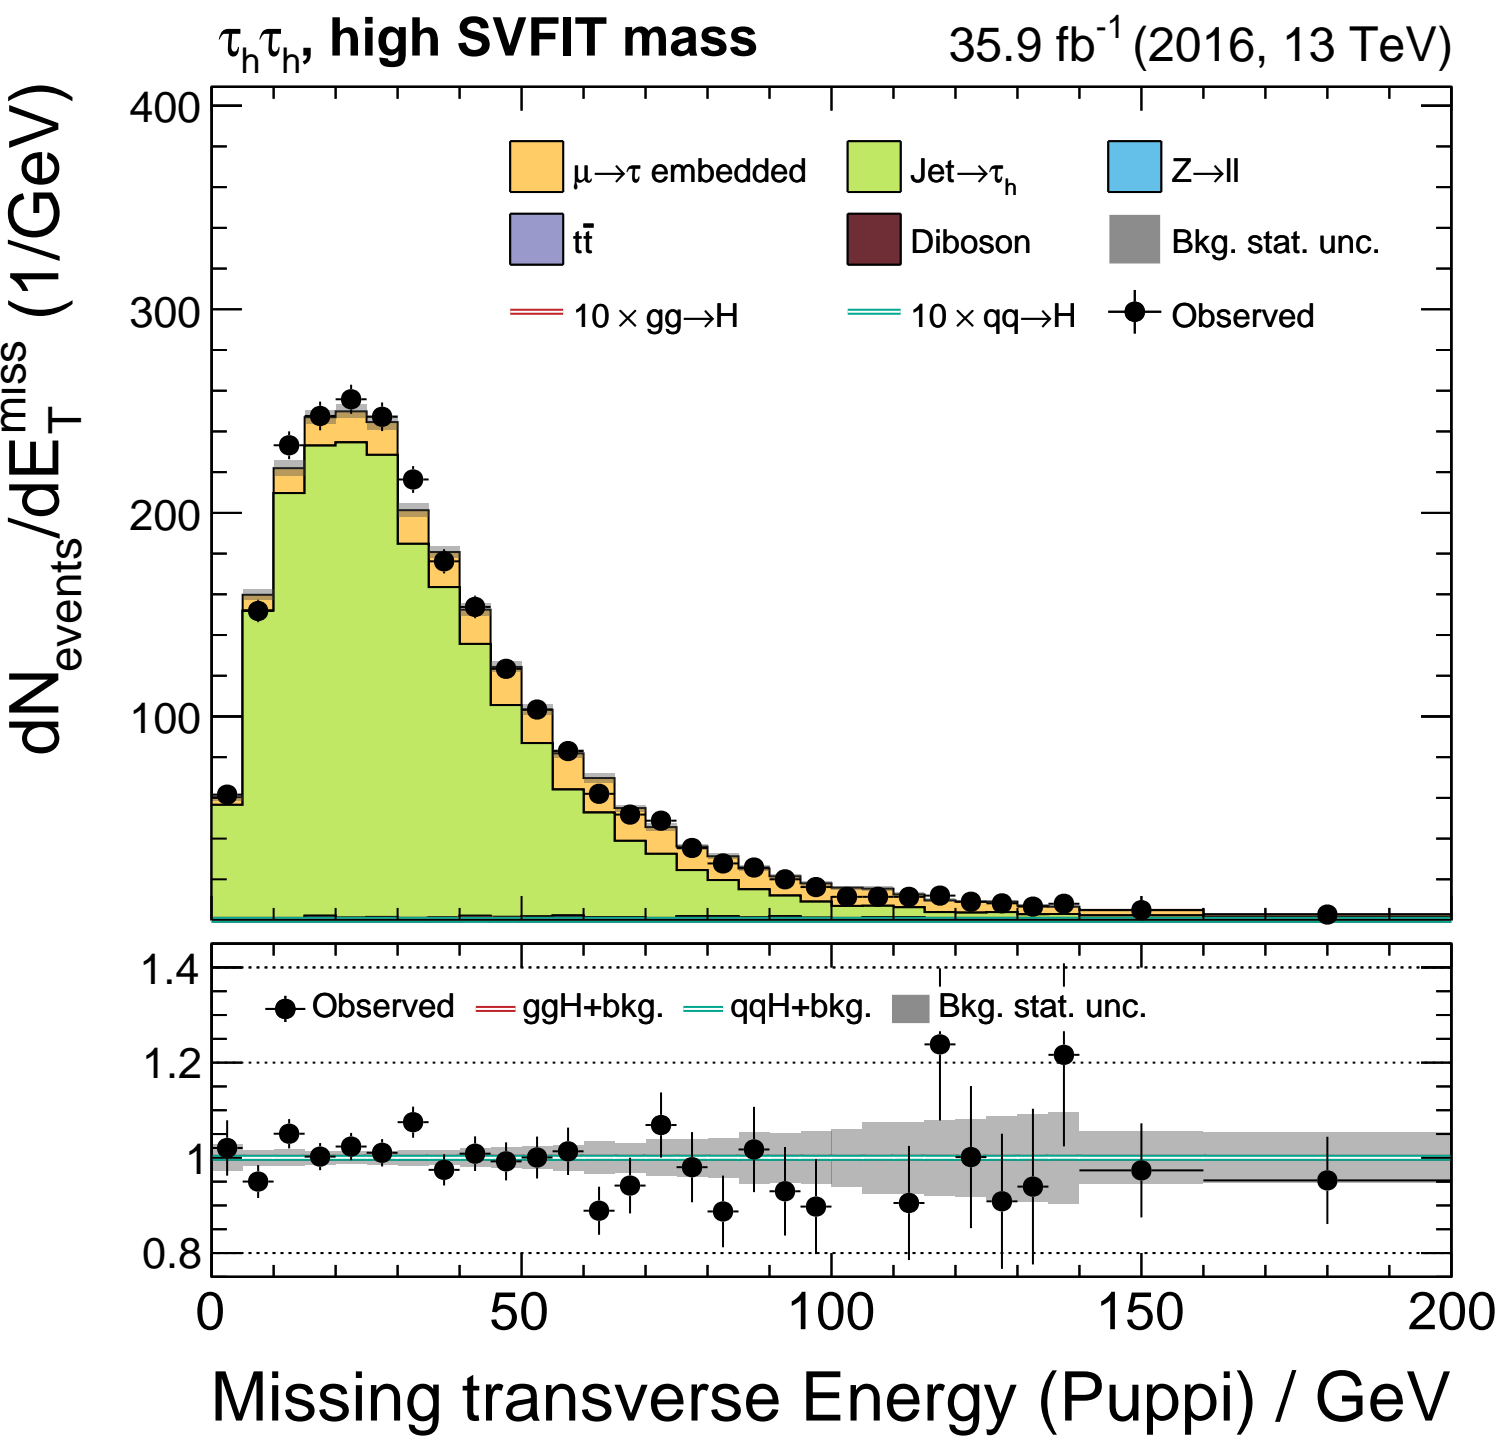 τhτh, high SVFIT mass 35.9 fb-1 (2016, 13 TeV)
dNevents/dETmiss (1/GeV)
400
300
200
100
μ→τ embedded Jet→τh Z→ll
tt̄ Diboson Bkg. stat. unc.
10 × gg→H 10 × qq→H Observed
1.4
1.2
1
0.8
Observed ggH+bkg. qqH+bkg. Bkg. stat. unc.
0 50 100 150 200
Missing transverse Energy (Puppi) / GeV